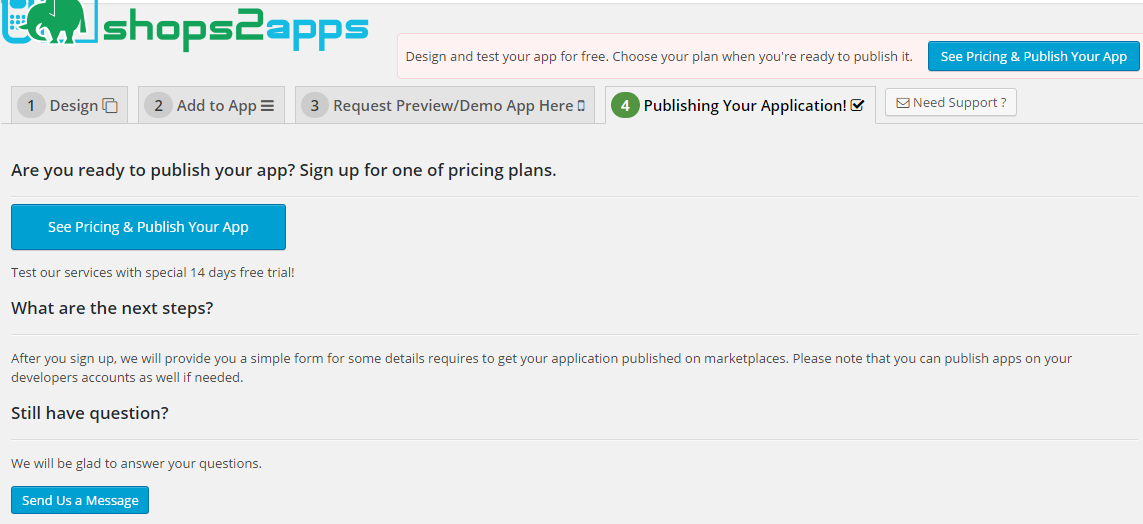 shops2apps
Design and test your app for free. Choose your plan when you're ready to publish it.
See Pricing & Publish Your App
1 Design
2 Add to App
3 Request Preview/Demo App Here
4 Publishing Your Application!
Need Support ?
Are you ready to publish your app? Sign up for one of pricing plans.
See Pricing & Publish Your App
Test our services with special 14 days free trial!
What are the next steps?
After you sign up, we will provide you a simple form for some details requires to get your application published on marketplaces. Please note that you can publish apps on your
developers accounts as well if needed.
Still have question?
We will be glad to answer your questions.
Send Us a Message